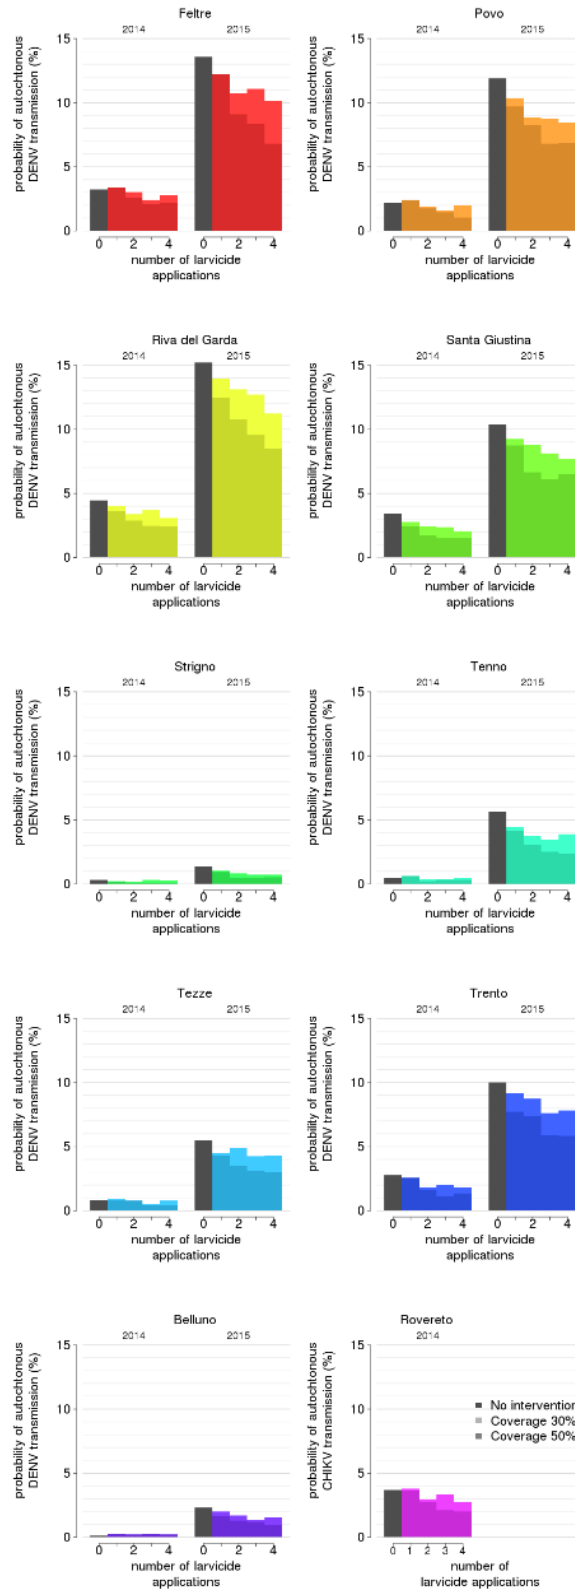 Feltre
2014 2015
probability of autochtonous
DENV transmission (%)
15
10
5
0
0 2 4 0 2 4
number of larvicide
applications
Povo
2014 2015
probability of autochtonous
DENV transmission (%)
15
10
5
0
0 2 4 0 2 4
number of larvicide
applications
Riva del Garda
2014 2015
probability of autochtonous
DENV transmission (%)
15
10
5
0
0 2 4 0 2 4
number of larvicide
applications
Santa Giustina
2014 2015
probability of autochtonous
DENV transmission (%)
15
10
5
0
0 2 4 0 2 4
number of larvicide
applications
Strigno
2014 2015
probability of autochtonous
DENV transmission (%)
15
10
5
0
0 2 4 0 2 4
number of larvicide
applications
Tenno
2014 2015
probability of autochtonous
DENV transmission (%)
15
10
5
0
0 2 4 0 2 4
number of larvicide
applications
Tezze
2014 2015
probability of autochtonous
DENV transmission (%)
15
10
5
0
0 2 4 0 2 4
number of larvicide
applications
Trento
2014 2015
probability of autochtonous
DENV transmission (%)
15
10
5
0
0 2 4 0 2 4
number of larvicide
applications
Belluno
2014 2015
probability of autochtonous
DENV transmission (%)
15
10
5
0
0 2 4 0 2 4
number of larvicide
applications
Rovereto
2014
probability of autochtonous
CHIKV transmission (%)
15
10
5
0
No intervention
Coverage 30%
Coverage 50%
0 1 2 3 4
number of
larvicide applications